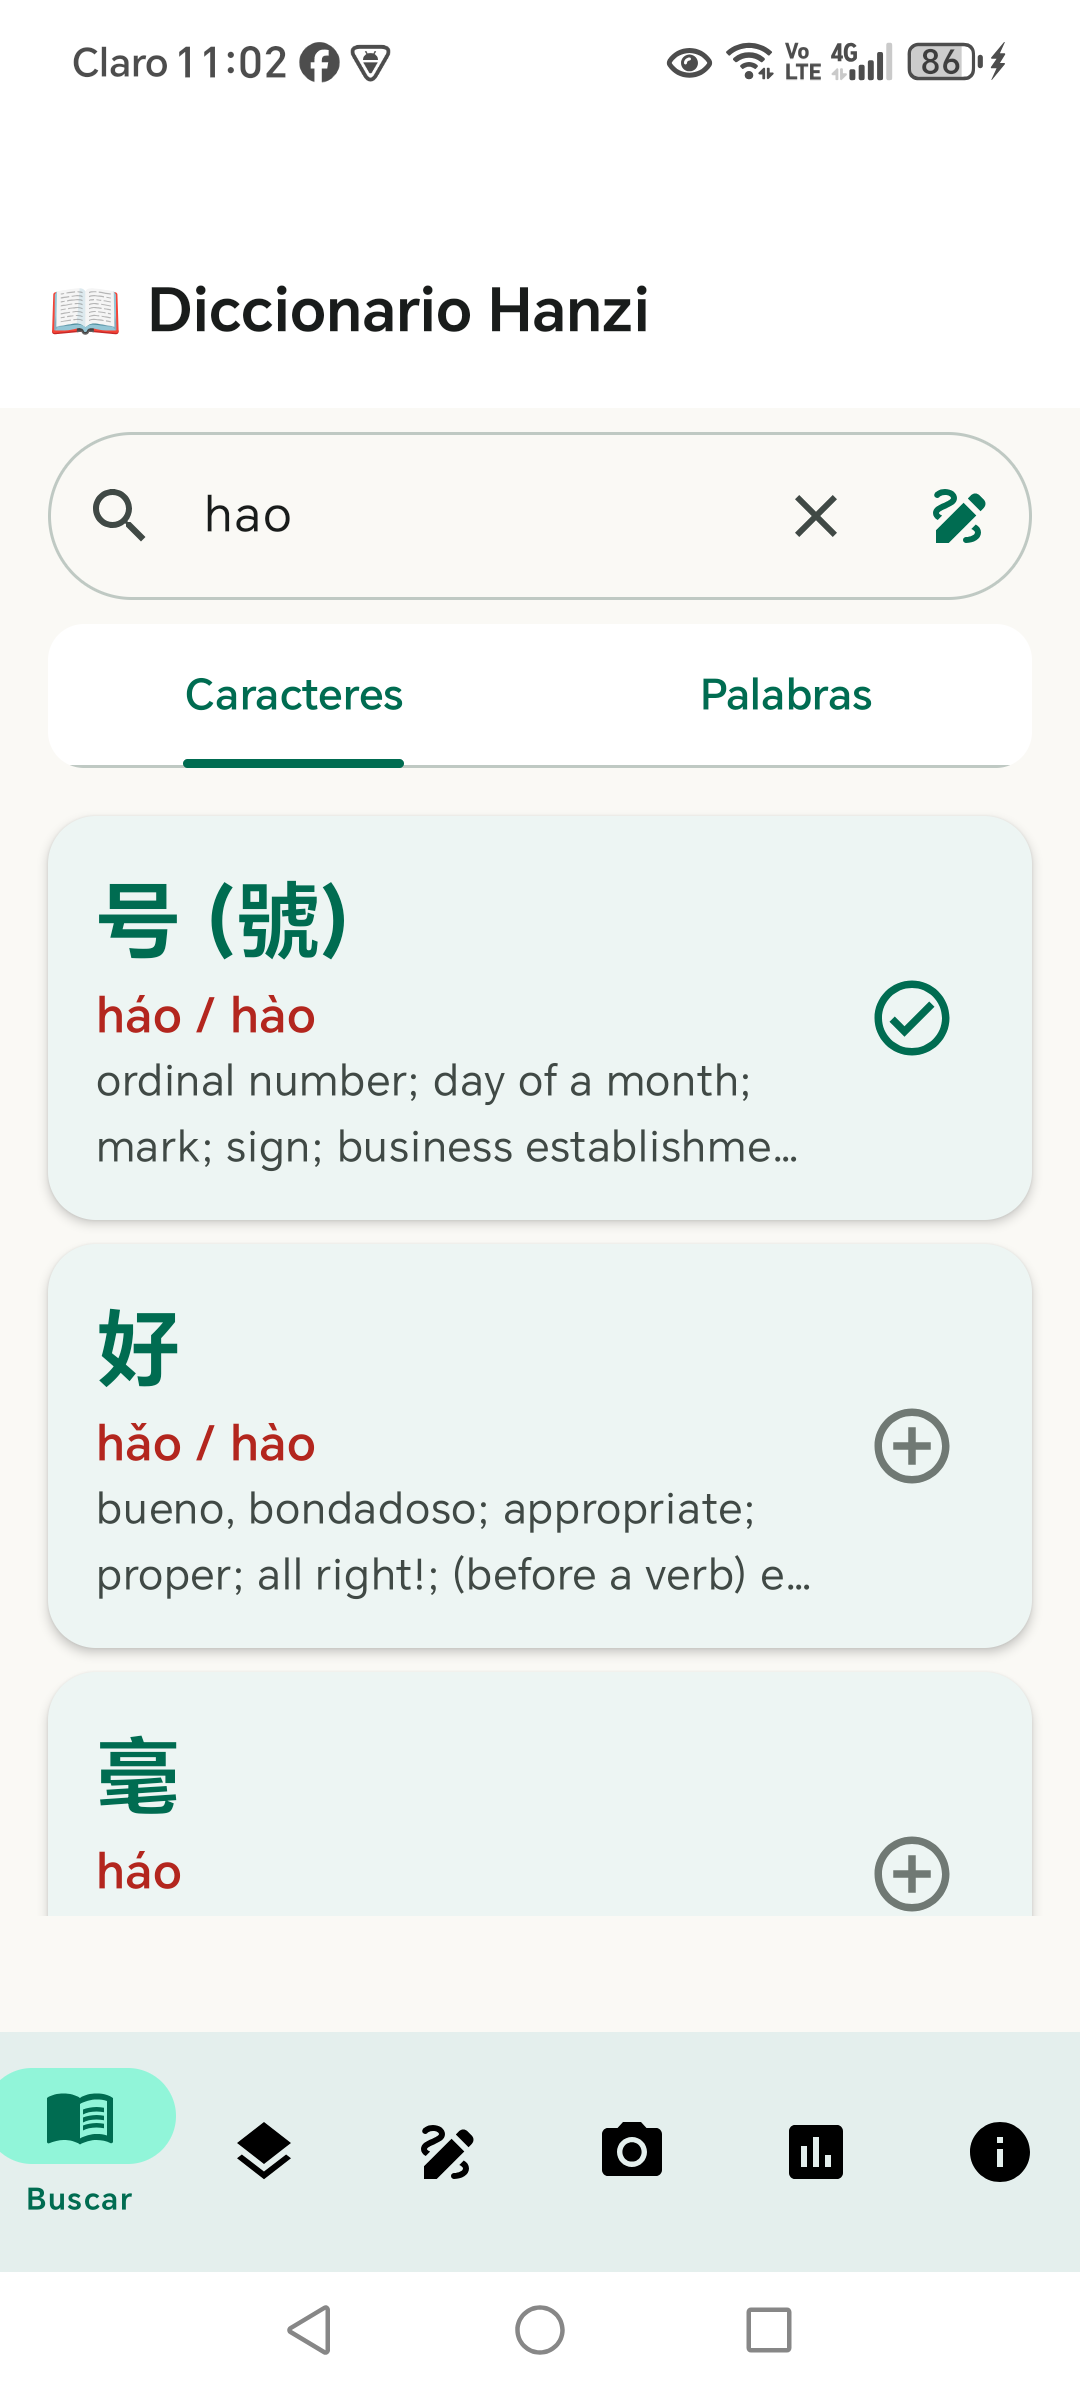 Claro 11:02
Vo LTE 4G 86
Diccionario Hanzi
hao
Caracteres Palabras
号 (號)
háo / hào
ordinal number; day of a month;
mark; sign; business establishme…
好
hǎo / hào
bueno, bondadoso; appropriate;
proper; all right!; (before a verb) e…
毫
háo
Buscar